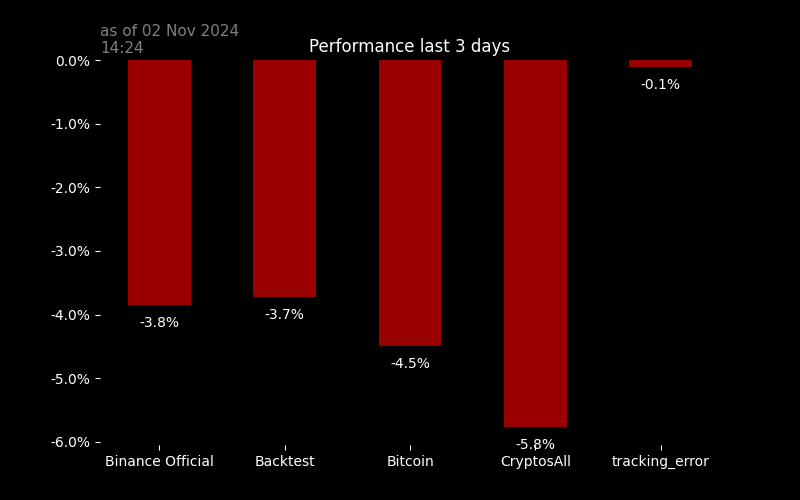 as of 02 Nov 2024
14:24
Performance last 3 days
0.0%
-1.0%
-2.0%
-3.0%
-4.0%
-5.0%
-6.0%
-3.8%
-3.7%
-4.5%
-5.8%
-0.1%
Binance Official
Backtest
Bitcoin
CryptosAll
tracking_error